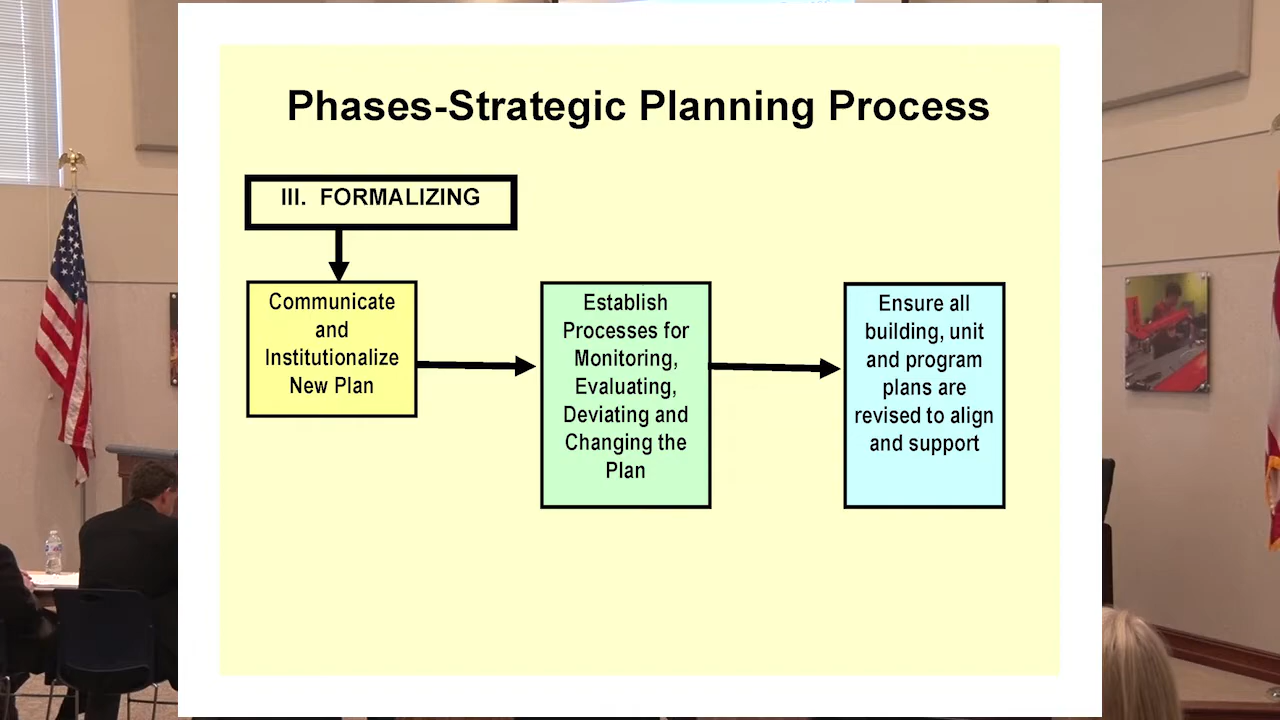 Phases-Strategic Planning Process
III. FORMALIZING
Communicate
and
Institutionalize
New Plan
Establish
Processes for
Monitoring,
Evaluating,
Deviating and
Changing the
Plan
Ensure all
building, unit
and program
plans are
revised to align
and support